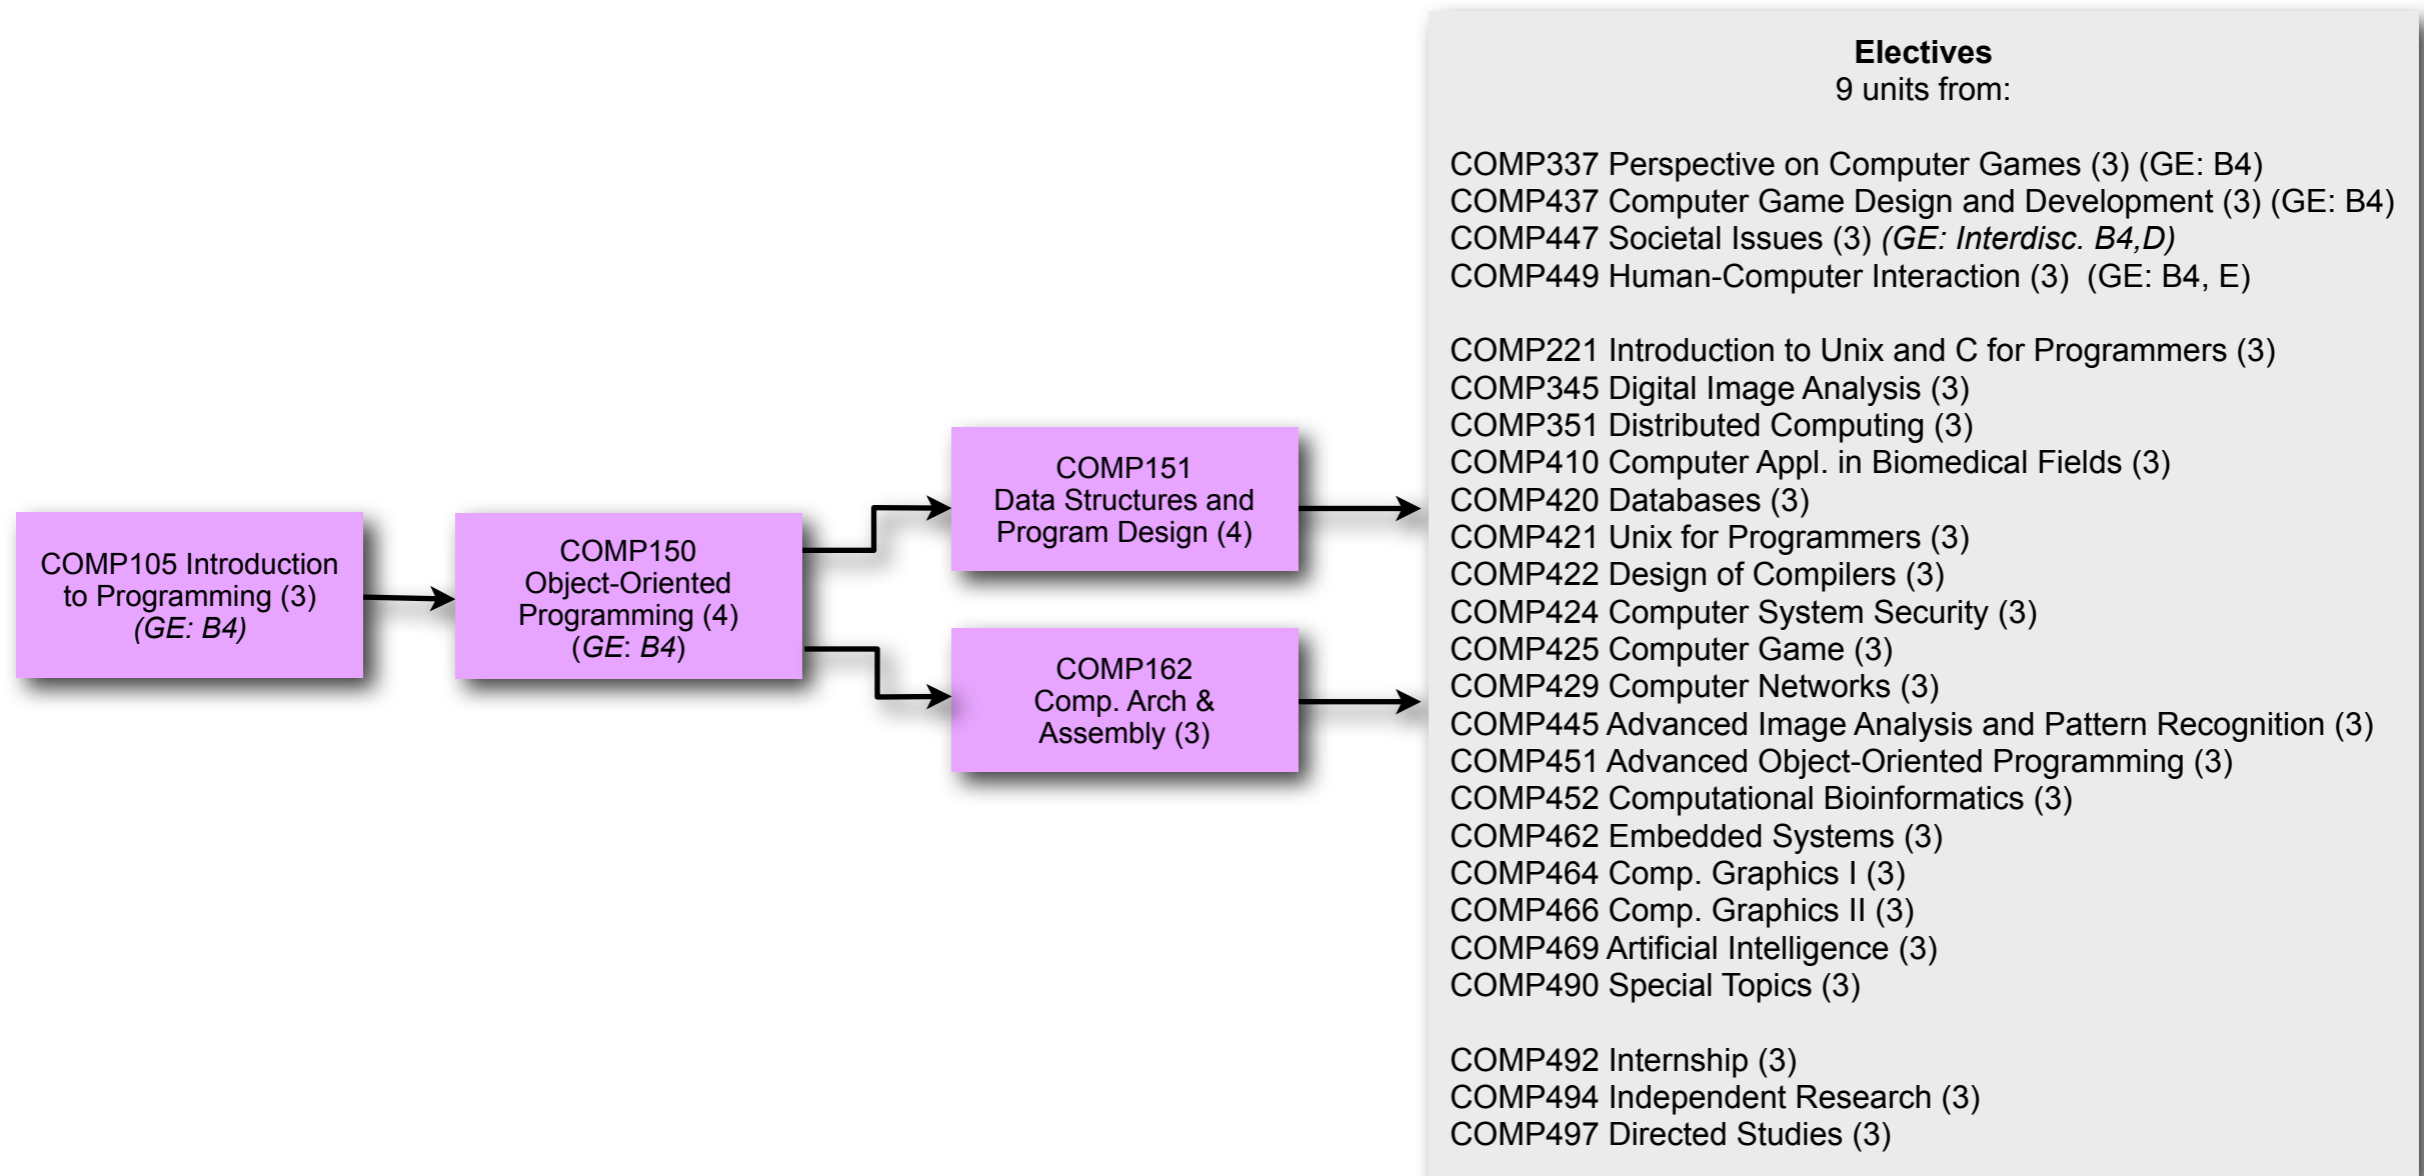 COMP105 Introduction
to Programming (3)
(GE: B4)
COMP150
Object-Oriented
Programming (4)
(GE: B4)
COMP151
Data Structures and
Program Design (4)
COMP162
Comp. Arch &
Assembly (3)
Electives
9 units from:
COMP337 Perspective on Computer Games (3) (GE: B4)
COMP437 Computer Game Design and Development (3) (GE: B4)
COMP447 Societal Issues (3) (GE: Interdisc. B4,D)
COMP449 Human-Computer Interaction (3)  (GE: B4, E)
COMP221 Introduction to Unix and C for Programmers (3)
COMP345 Digital Image Analysis (3)
COMP351 Distributed Computing (3)
COMP410 Computer Appl. in Biomedical Fields (3)
COMP420 Databases (3)
COMP421 Unix for Programmers (3)
COMP422 Design of Compilers (3)
COMP424 Computer System Security (3)
COMP425 Computer Game (3)
COMP429 Computer Networks (3)
COMP445 Advanced Image Analysis and Pattern Recognition (3)
COMP451 Advanced Object-Oriented Programming (3)
COMP452 Computational Bioinformatics (3)
COMP462 Embedded Systems (3)
COMP464 Comp. Graphics I (3)
COMP466 Comp. Graphics II (3)
COMP469 Artificial Intelligence (3)
COMP490 Special Topics (3)
COMP492 Internship (3)
COMP494 Independent Research (3)
COMP497 Directed Studies (3)